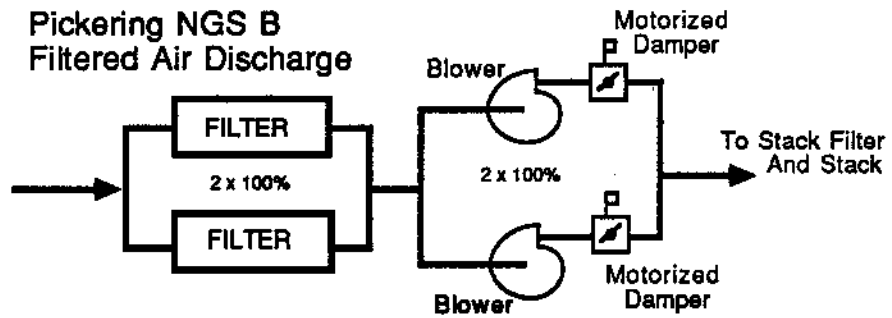 Pickering NGS B
Filtered Air Discharge
Motorized
Damper
Blower
FILTER
2 x 100%
2 x 100%
To Stack Filter
And Stack
FILTER
Blower
Motorized
Damper